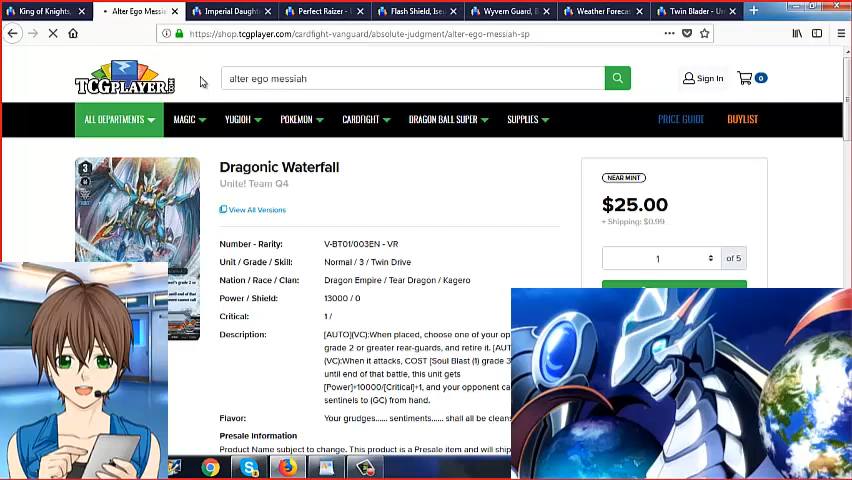 King of Knights,
Alter Ego Messia
Imperial Daught
Perfect Raizer -
Flash Shield, Iseu
Wyvern Guard, B
Weather Forecas
Twin Blader - Un
https://shop.tcgplayer.com/cardfight-vanguard/absolute-judgment/alter-ego-messiah-sp
TCGPLAYER.COM
alter ego messiah
Sign In
0
ALL DEPARTMENTS
MAGIC
YUGIOH
POKEMON
CARDFIGHT
DRAGON BALL SUPER
SUPPLIES
PRICE GUIDE
BUYLIST
3
Dragonic Waterfall
Unite! Team Q4
View All Versions
Number - Rarity: V-BT01/003EN - VR
Unit / Grade / Skill: Normal / 3 / Twin Drive
Nation / Race / Clan: Dragon Empire / Tear Dragon / Kagero
Power / Shield: 13000 / 0
Critical: 1 /
Description: [AUTO](VC):When placed, choose one of your op
grade 2 or greater rear-guards, and retire it. [AUT
(VC):When it attacks, COST [Soul Blast (1) grade 3
until end of that battle, this unit gets
[Power]+10000/[Critical]+1, and your opponent ca
sentinels to (GC) from hand.
Flavor: Your grudges...... sentiments...... shall all be cleans
Presale Information
Product Name subject to change. This product is a Presale item and will ship
NEAR MINT
$25.00
+ Shipping: $0.99
1
of 5